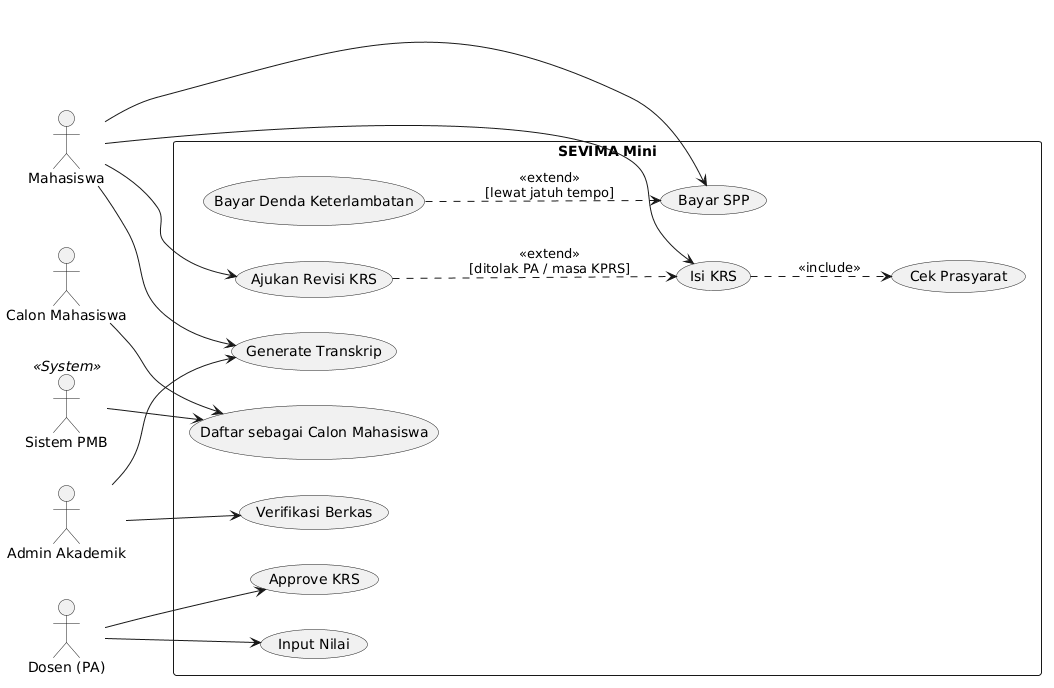 SEVIMA Mini
Mahasiswa
Calon Mahasiswa
«System»
Sistem PMB
Admin Akademik
Dosen (PA)
Bayar Denda Keterlambatan
«extend»
[lewat jatuh tempo]
Bayar SPP
Ajukan Revisi KRS
«extend»
[ditolak PA / masa KPRS]
Isi KRS
«include»
Cek Prasyarat
Generate Transkrip
Daftar sebagai Calon Mahasiswa
Verifikasi Berkas
Approve KRS
Input Nilai